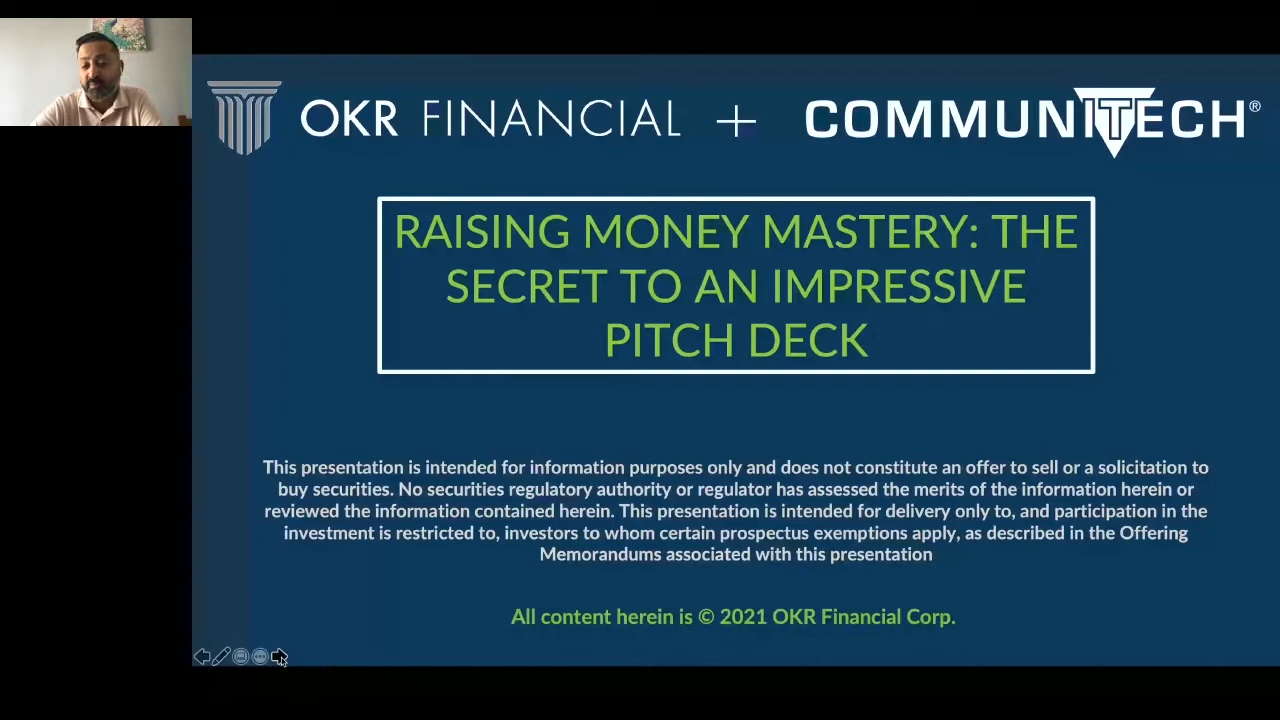 OKR FINANCIAL + COMMUNITECH®
RAISING MONEY MASTERY: THE
SECRET TO AN IMPRESSIVE
PITCH DECK
This presentation is intended for information purposes only and does not constitute an offer to sell or a solicitation to
buy securities. No securities regulatory authority or regulator has assessed the merits of the information herein or
reviewed the information contained herein. This presentation is intended for delivery only to, and participation in the
investment is restricted to, investors to whom certain prospectus exemptions apply, as described in the Offering
Memorandums associated with this presentation
All content herein is © 2021 OKR Financial Corp.